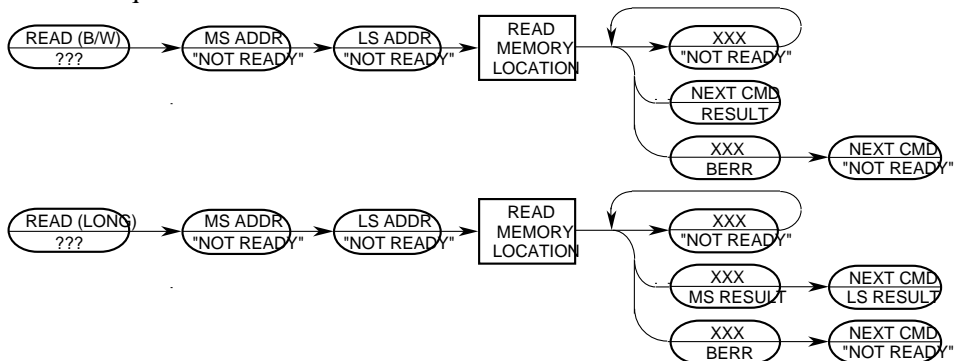 READ (B/W)
???
MS ADDR
"NOT READY"
LS ADDR
"NOT READY"
READ
MEMORY
LOCATION
XXX
"NOT READY"
NEXT CMD
RESULT
XXX
BERR
NEXT CMD
"NOT READY"
READ (LONG)
???
MS ADDR
"NOT READY"
LS ADDR
"NOT READY"
READ
MEMORY
LOCATION
XXX
"NOT READY"
XXX
MS RESULT
NEXT CMD
LS RESULT
XXX
BERR
NEXT CMD
"NOT READY"